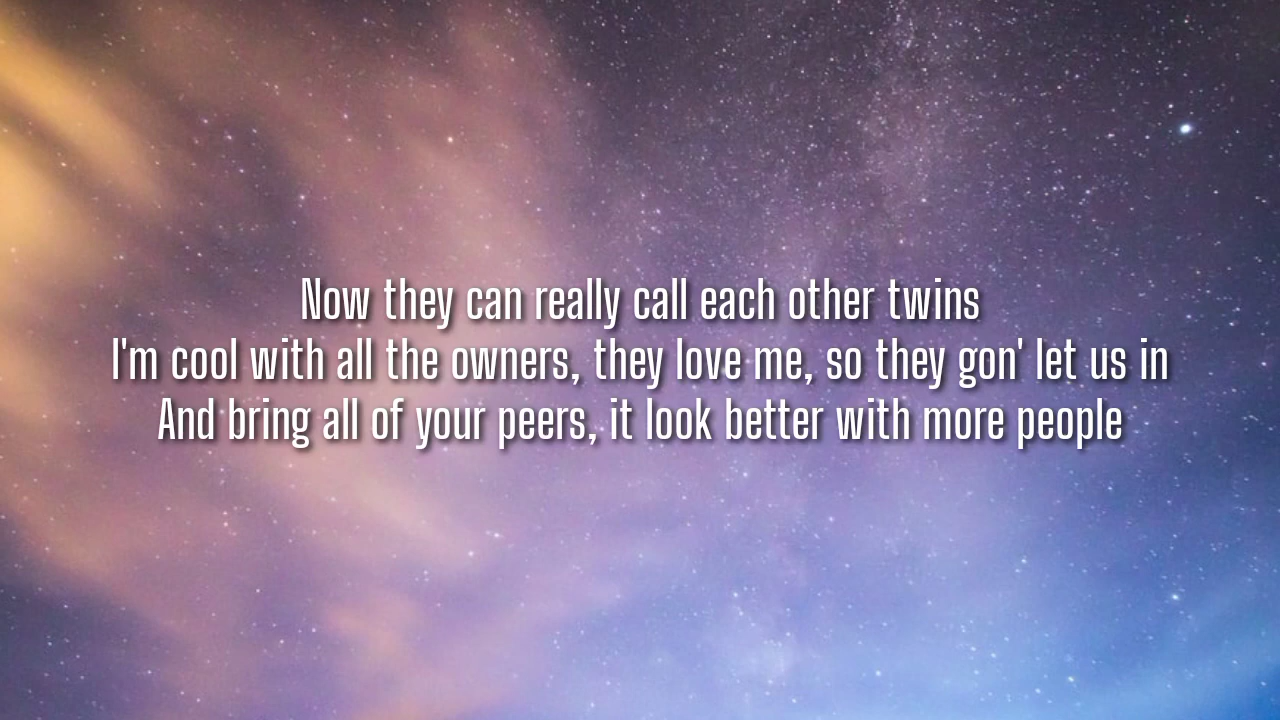 Now they can really call each other twins
I'm cool with all the owners, they love me, so they gon' let us in
And bring all of your peers, it look better with more people